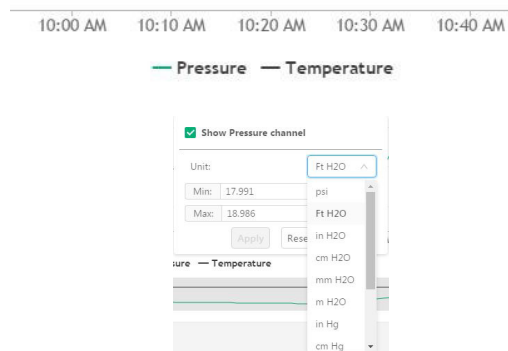 10:00 AM 10:10 AM 10:20 AM 10:30 AM 10:40 AM
Pressure Temperature
Show Pressure channel
Unit: Ft H2O
Min: 17.991
Max: 18.986
Apply
psi
Ft H2O
in H2O
cm H2O
mm H2O
m H2O
in Hg
cm Hg
Temperature